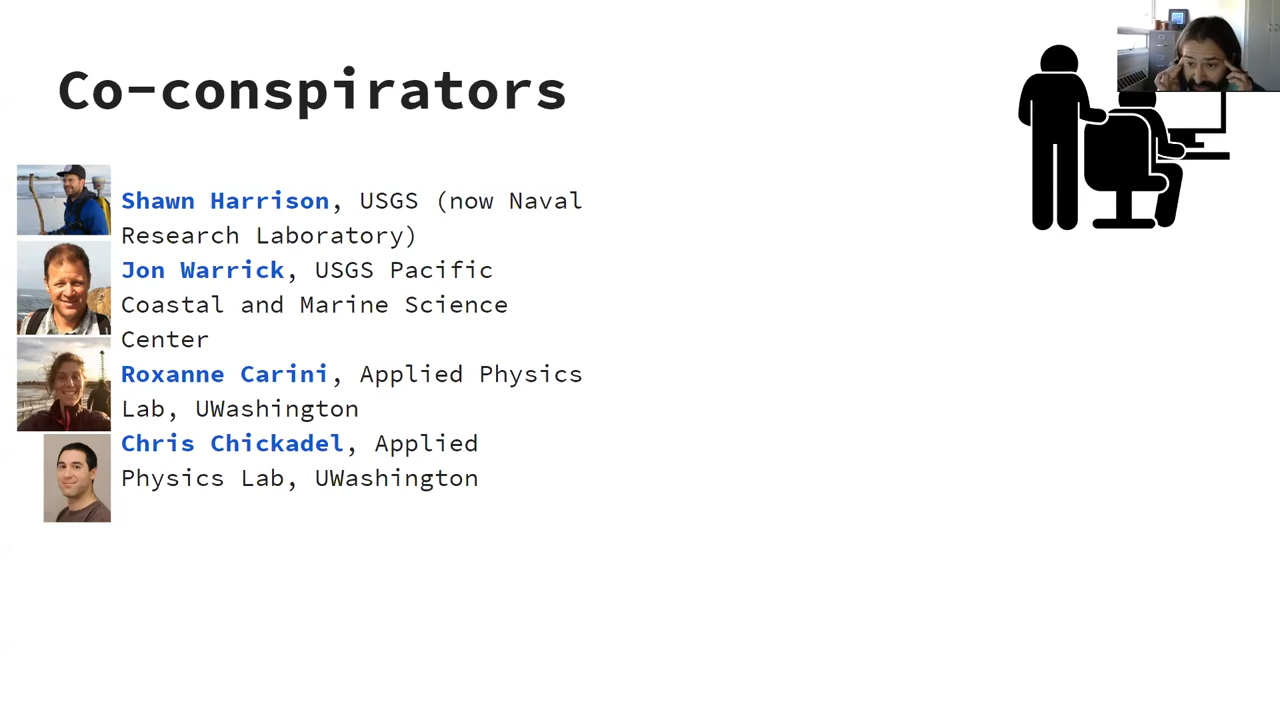 Co-conspirators
Shawn Harrison, USGS (now Naval
Research Laboratory)
Jon Warrick, USGS Pacific
Coastal and Marine Science
Center
Roxanne Carini, Applied Physics
Lab, UWashington
Chris Chickadel, Applied
Physics Lab, UWashington